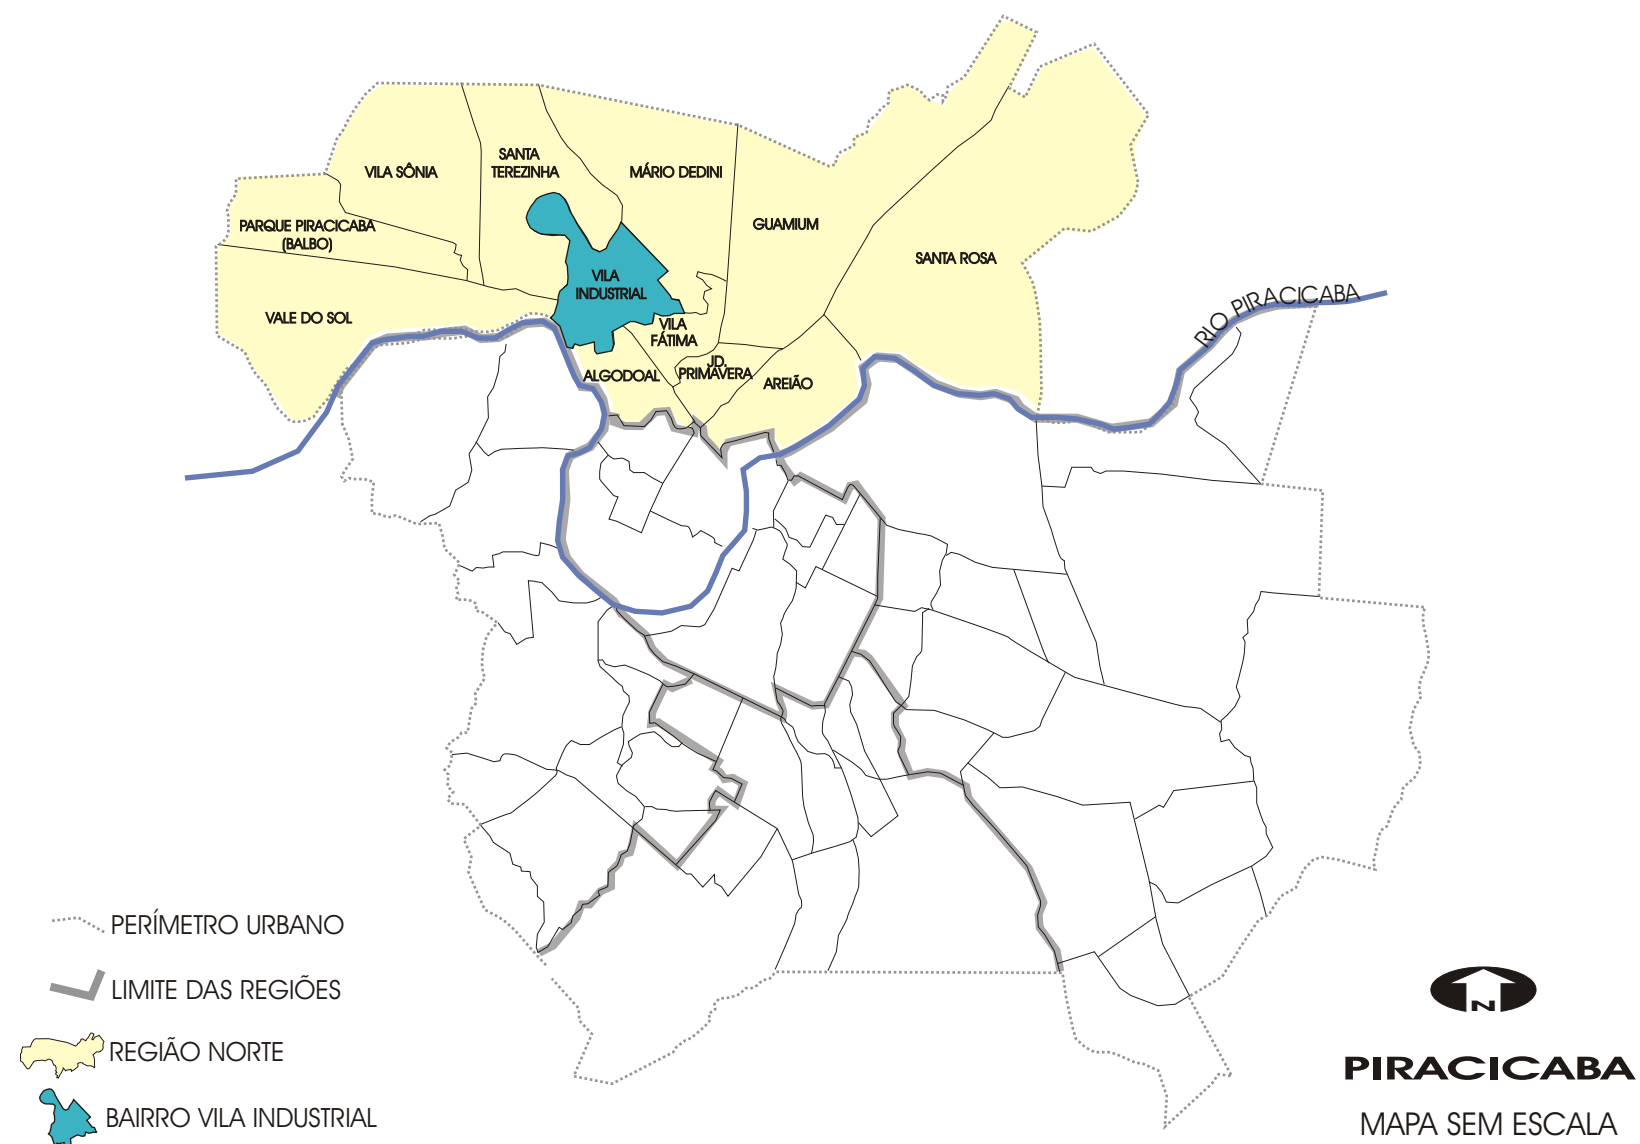 SANTA
TEREZINHA
VILA SÔNIA
MÁRIO DEDINI
PARQUE PIRACICABA
(BALBO)
GUAMIUM
SANTA ROSA
VILA
INDUSTRIAL
VALE DO SOL
RIO PIRACICABA
VILA
FÁTIMA
ALGODOAL
JD.
PRIMAVERA
AREIÃO
PERÍMETRO URBANO
LIMITE DAS REGIÕES
REGIÃO NORTE
BAIRRO VILA INDUSTRIAL
N
PIRACICABA
MAPA SEM ESCALA